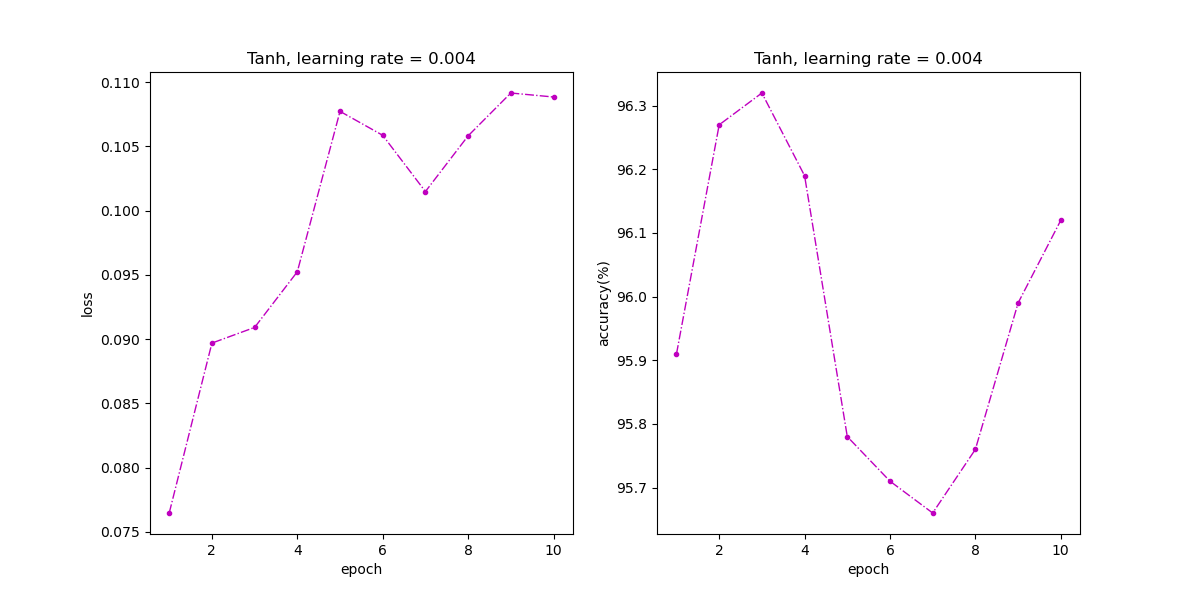 Tanh, learning rate = 0.004
0.110
0.105
0.100
0.095
0.090
0.085
0.080
0.075
loss
2 4 6 8 10
epoch
Tanh, learning rate = 0.004
96.3
96.2
96.1
96.0
95.9
95.8
95.7
accuracy(%)
2 4 6 8 10
epoch